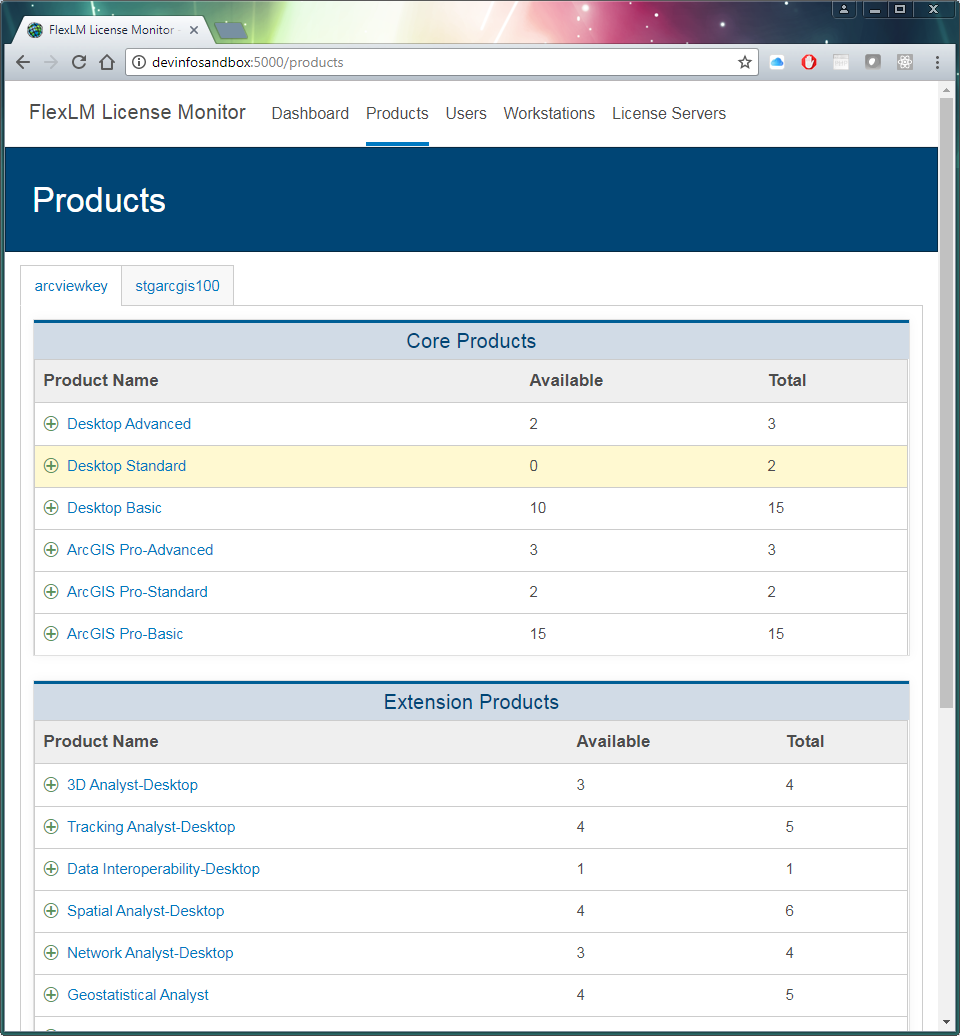 FlexLM License Monitor
devinfosandbox:5000/products
FlexLM License Monitor Dashboard Products Users Workstations License Servers
Products
arcviewkey stgarcgis100
Core Products
Product Name Available Total
Desktop Advanced 2 3
Desktop Standard 0 2
Desktop Basic 10 15
ArcGIS Pro-Advanced 3 3
ArcGIS Pro-Standard 2 2
ArcGIS Pro-Basic 15 15
Extension Products
Product Name Available Total
3D Analyst-Desktop 3 4
Tracking Analyst-Desktop 4 5
Data Interoperability-Desktop 1 1
Spatial Analyst-Desktop 4 6
Network Analyst-Desktop 3 4
Geostatistical Analyst 4 5